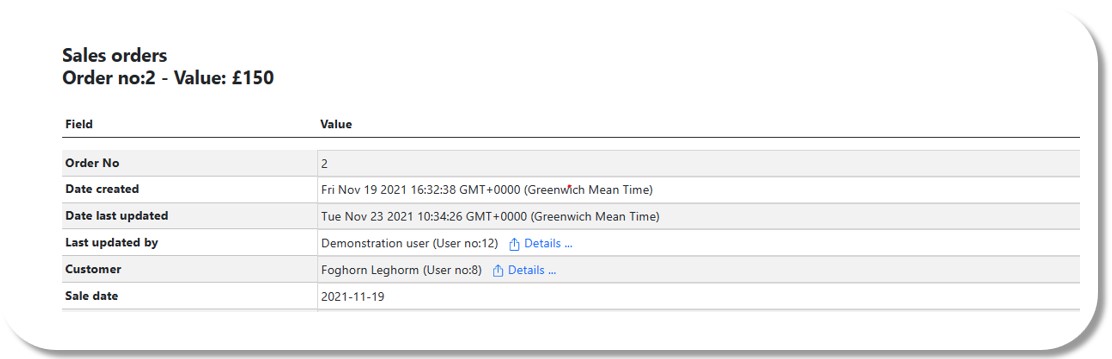 Sales orders
Order no:2 - Value: £150
Field Value
Order No 2
Date created Fri Nov 19 2021 16:32:38 GMT+0000 (Greenwich Mean Time)
Date last updated Tue Nov 23 2021 10:34:26 GMT+0000 (Greenwich Mean Time)
Last updated by Demonstration user (User no:12) Details ...
Customer Foghorn Leghorm (User no:8) Details ...
Sale date 2021-11-19